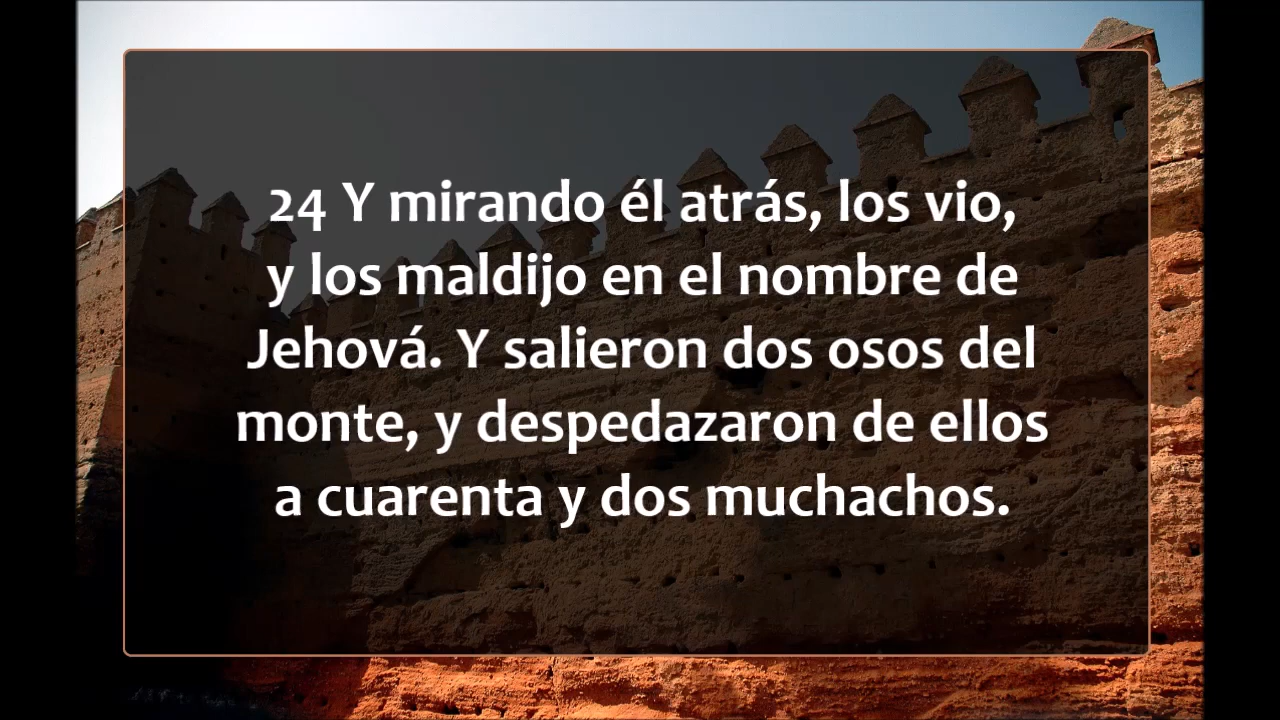 24 Y mirando él atrás, los vio,
y los maldijo en el nombre de
Jehová. Y salieron dos osos del
monte, y despedazaron de ellos
a cuarenta y dos muchachos.